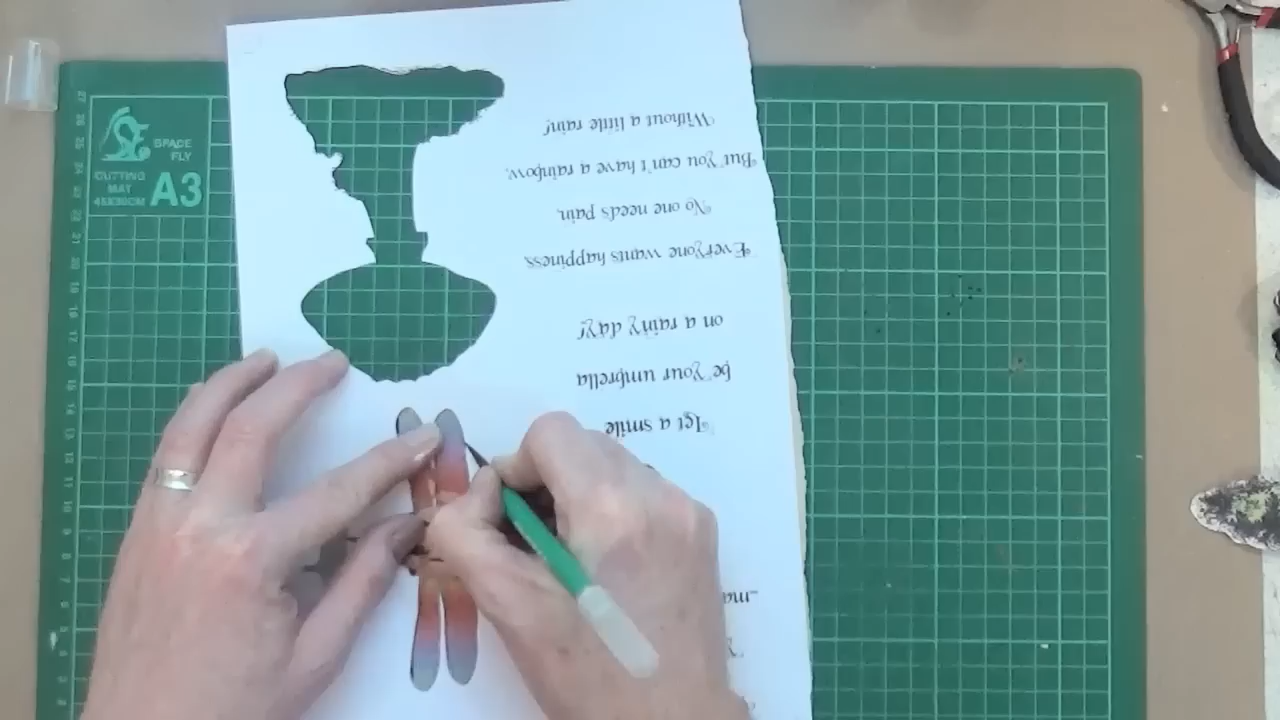 SPACE
FLY
CUTTING
MAY
A3
Let a smile
be your umbrella
on a rainy day!
Everyone wants happiness
No one needs pain,
But you can't have a rainbow,
Without a little rain!